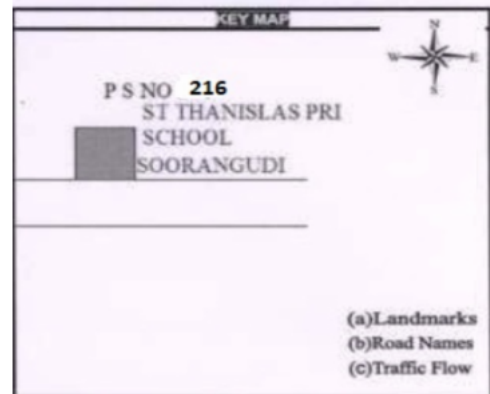 KEY MAP
N
W E
S
P S NO 216
ST THANISLAS PRI
SCHOOL
SOORANGUDI
(a)Landmarks
(b)Road Names
(c)Traffic Flow